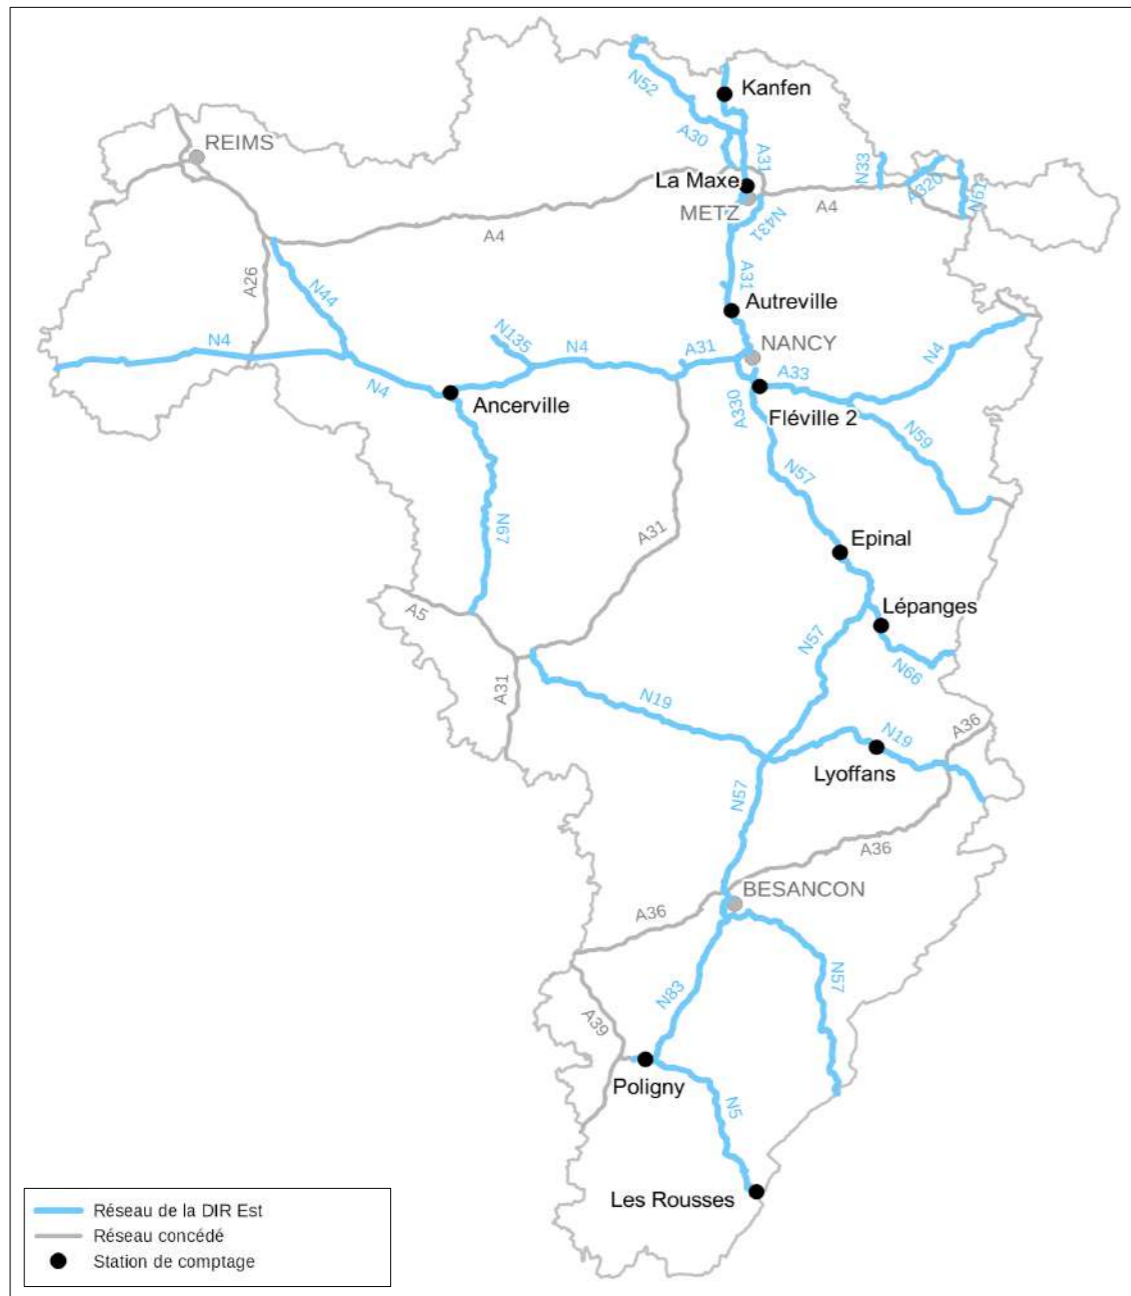 N52
Kanfen
REIMS
A30
A31
N33
A320
N61
La Maxe
METZ
A4
A4
N431
A26
N44
A31
Autreville
N135
N4
N4
A31
NANCY
N4
N4
Ancerville
A33
A330
Fléville 2
N59
N57
N67
A31
Epinal
A5
Lépanges
N57
N66
A31
N19
A36
N19
Lyoffans
N57
A36
BESANCON
A36
N83
N57
A39
Poligny
N5
Les Rousses
Réseau de la DIR Est
Réseau concédé
Station de comptage